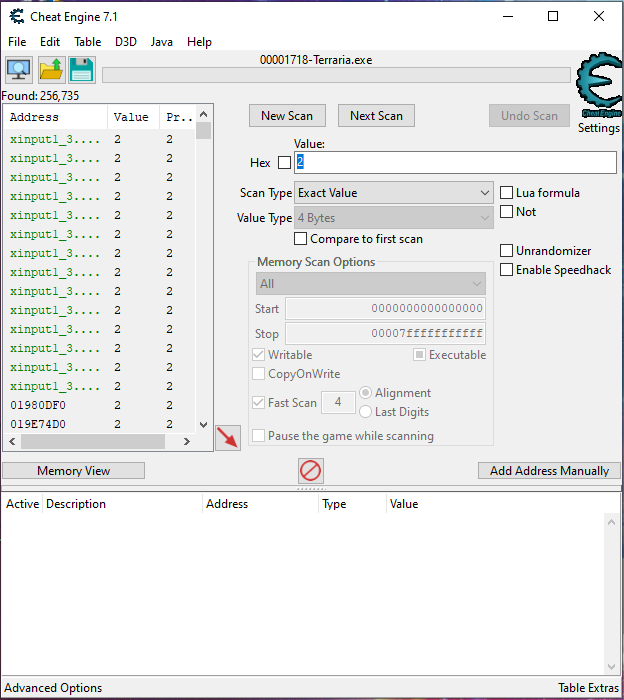 Cheat Engine 7.1
File Edit Table D3D Java Help
00001718-Terraria.exe
Found: 256,735
Cheat Engine
Settings
Address Value Pr..
xinput1_3.... 2 2
xinput1_3.... 2 2
xinput1_3.... 2 2
xinput1_3.... 2 2
xinput1_3.... 2 2
xinput1_3.... 2 2
xinput1_3.... 2 2
xinput1_3.... 2 2
xinput1_3.... 2 2
xinput1_3.... 2 2
xinput1_3.... 2 2
xinput1_3.... 2 2
xinput1_3.... 2 2
xinput1_3.... 2 2
01980DF0 2 2
019E74D0 2 2
New Scan Next Scan Undo Scan
Value:
Hex 2
Scan Type Exact Value
Value Type 4 Bytes
Compare to first scan
Lua formula
Not
Unrandomizer
Enable Speedhack
Memory Scan Options
All
Start 0000000000000000
Stop 00007fffffffffff
Writable Executable
CopyOnWrite
Fast Scan 4 Alignment
Last Digits
Pause the game while scanning
Memory View Add Address Manually
Active Description Address Type Value
Advanced Options Table Extras